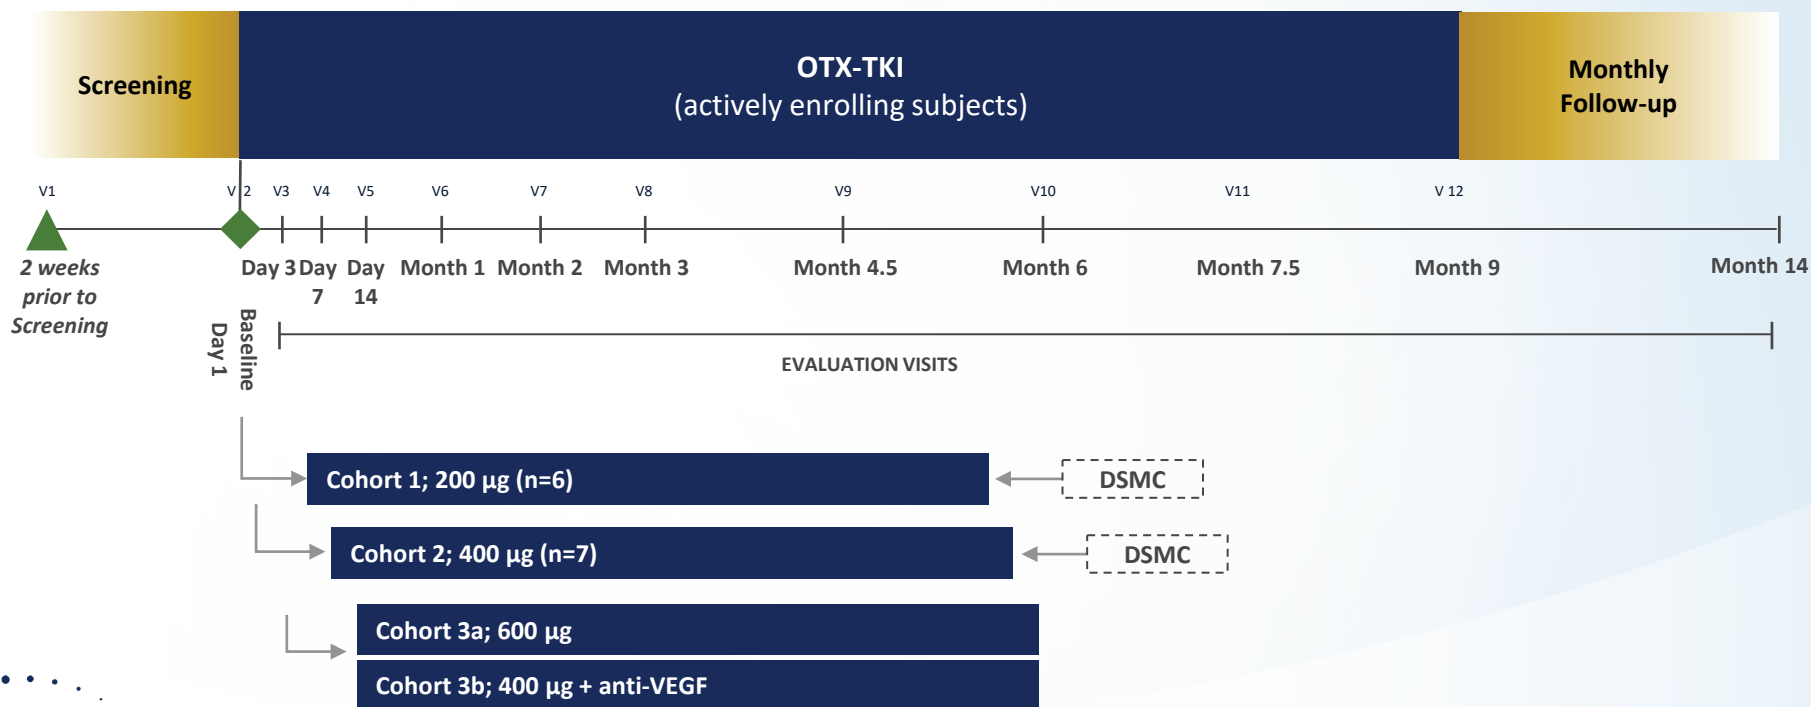 Screening
OTX-TKI
(actively enrolling subjects)
Monthly
Follow-up
V1
V 2
V3
V4
V5
V6
V7
V8
V9
V10
V11
V 12
2 weeks
prior to
Screening
Day 3
Day
7
Day
14
Month 1
Month 2
Month 3
Month 4.5
Month 6
Month 7.5
Month 9
Month 14
Baseline
Day 1
EVALUATION VISITS
Cohort 1; 200 µg (n=6)
DSMC
Cohort 2; 400 µg (n=7)
DSMC
Cohort 3a; 600 µg
Cohort 3b; 400 µg + anti-VEGF